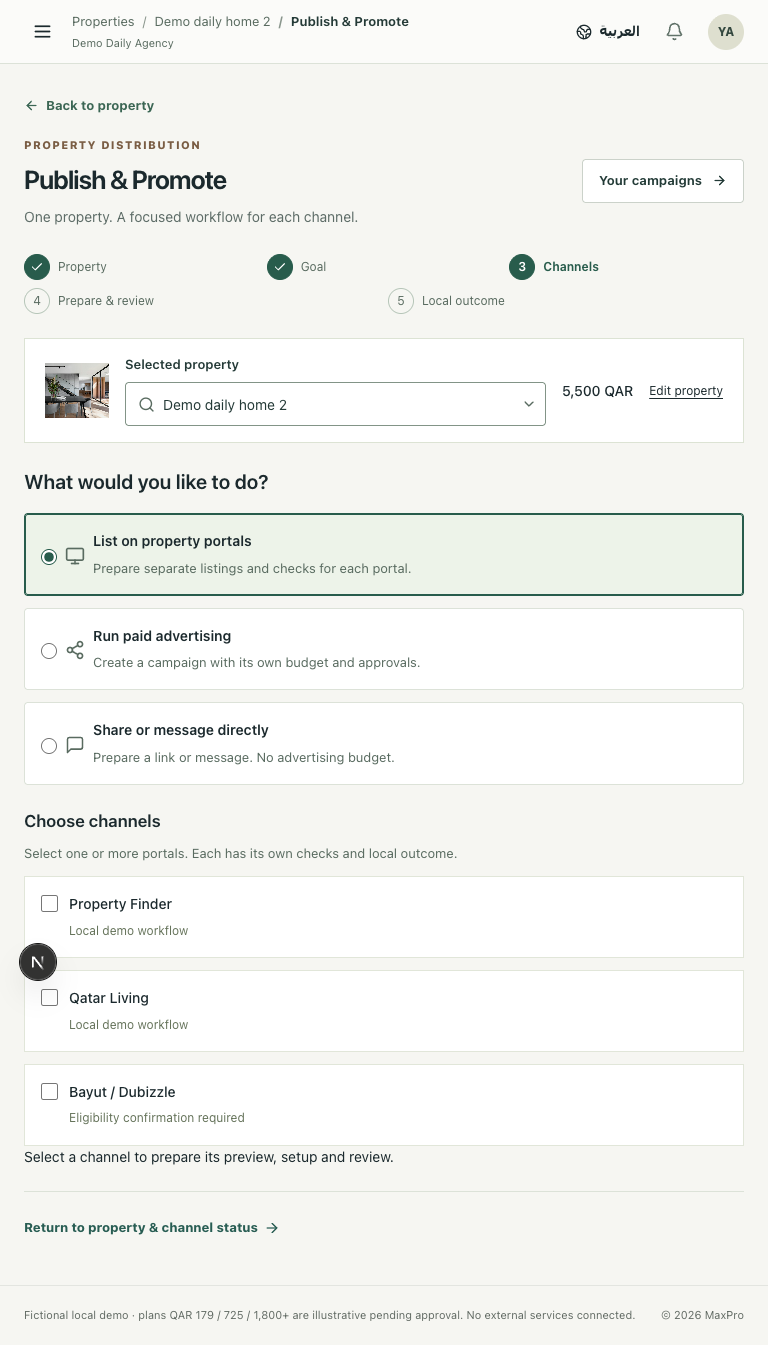 Properties / Demo daily home 2 / Publish & Promote
Demo Daily Agency
العربية
YA
Back to property
PROPERTY DISTRIBUTION
Publish & Promote
Your campaigns
One property. A focused workflow for each channel.
Property
Goal
3 Channels
4 Prepare & review
5 Local outcome
Selected property
Demo daily home 2
5,500 QAR
Edit property
What would you like to do?
List on property portals
Prepare separate listings and checks for each portal.
Run paid advertising
Create a campaign with its own budget and approvals.
Share or message directly
Prepare a link or message. No advertising budget.
Choose channels
Select one or more portals. Each has its own checks and local outcome.
Property Finder
Local demo workflow
N
Qatar Living
Local demo workflow
Bayut / Dubizzle
Eligibility confirmation required
Select a channel to prepare its preview, setup and review.
Return to property & channel status
Fictional local demo · plans QAR 179 / 725 / 1,800+ are illustrative pending approval. No external services connected.
© 2026 MaxPro